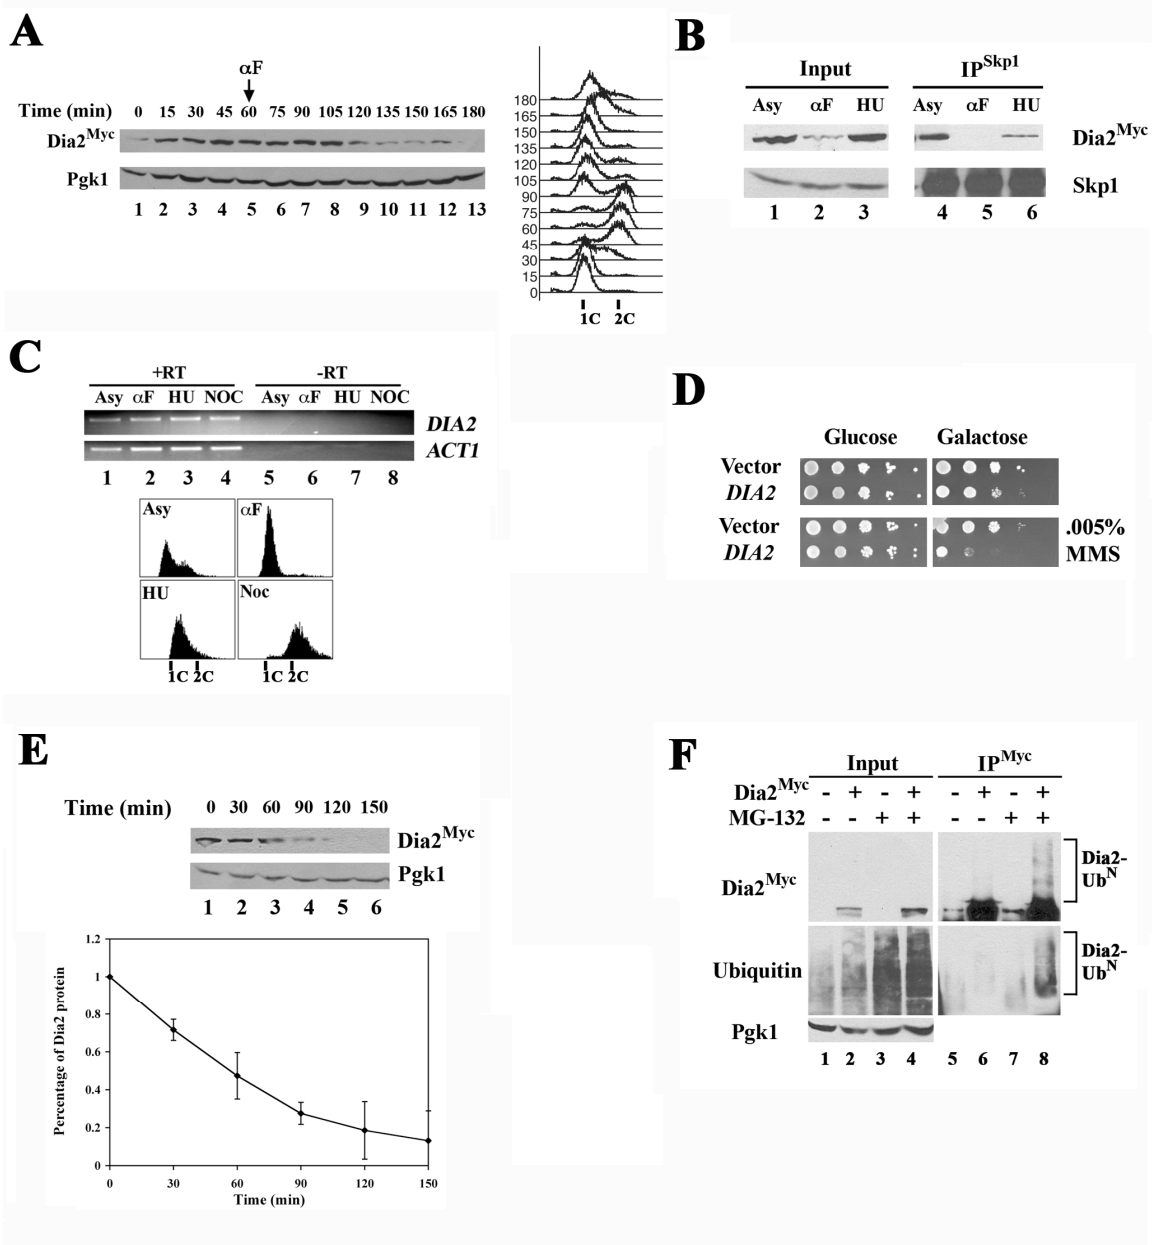 A
αF
Time (min) 0 15 30 45 60 75 90 105 120 135 150 165 180
Dia2Myc
Pgk1
1 2 3 4 5 6 7 8 9 10 11 12 13
180
165
150
135
120
105
90
75
60
45
30
15
0
1C 2C
B
Input IPSkp1
Asy αF HU Asy αF HU
Dia2Myc
Skp1
1 2 3 4 5 6
C
+RT -RT
Asy αF HU NOC Asy αF HU NOC
DIA2
ACT1
1 2 3 4 5 6 7 8
Asy αF
HU Noc
1C 2C 1C 2C
D
Glucose Galactose
Vector
DIA2
Vector .005%
DIA2 MMS
E
Time (min) 0 30 60 90 120 150
Dia2Myc
Pgk1
1 2 3 4 5 6
1.2
1
0.8
0.6
0.4
0.2
0
Percentage of Dia2 protein
0 30 60 90 120 150
Time (min)
F
Input IPMyc
Dia2Myc - + - + - + - +
MG-132 - - + + - - + +
Dia2Myc
Dia2-
UbN
Ubiquitin
Dia2-
UbN
Pgk1
1 2 3 4 5 6 7 8